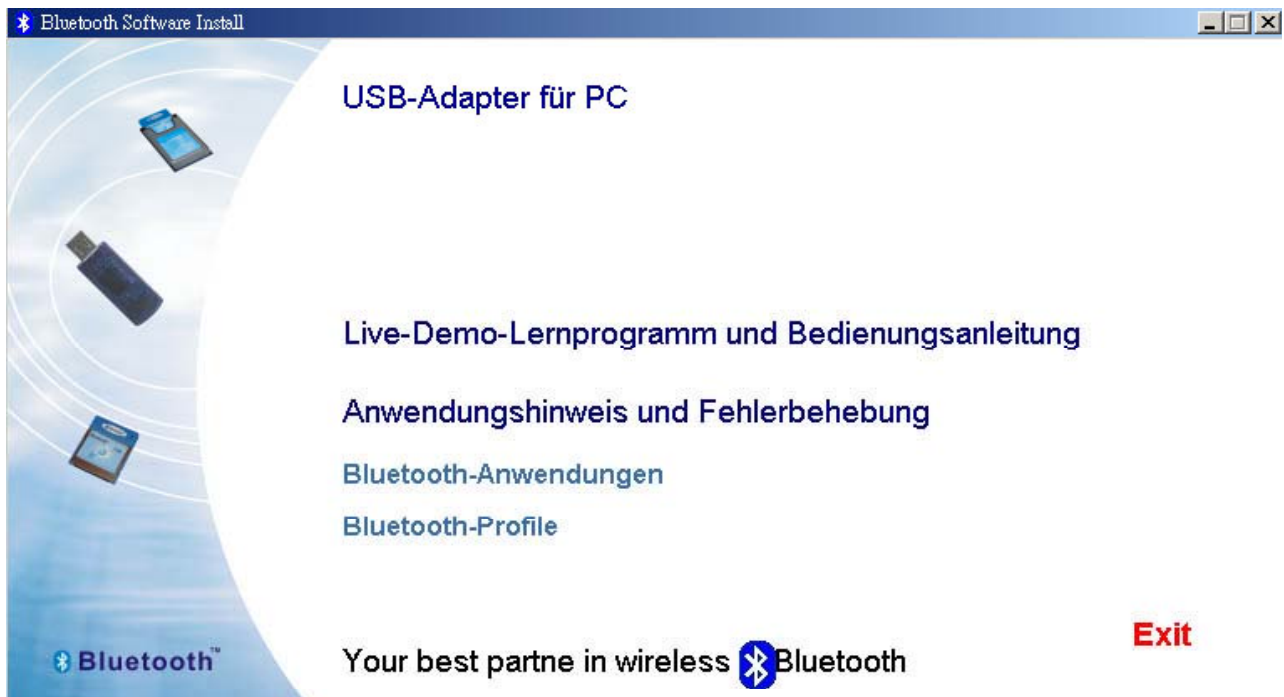 Bluetooth Software Install
USB-Adapter für PC
Live-Demo-Lernprogramm und Bedienungsanleitung
Anwendungshinweis und Fehlerbehebung
Bluetooth-Anwendungen
Bluetooth-Profile
Exit
Bluetooth™
Your best partne in wireless Bluetooth